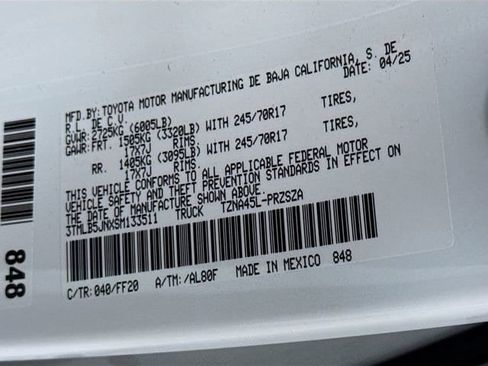 MFD.BY:TOYOTA MOTOR MANUFACTURING DE BAJA CALIFORNIA, S. DE
R.L. DE C.V. DATE: 04/25
GVWR: 2725KG (6005LB)
GAWR:FRT. 1505KG (3320LB) WITH 245/70R17 TIRES,
17X7J RIMS,
RR. 1405KG (3095LB) WITH 245/70R17 TIRES,
17X7J RIMS.
THIS VEHICLE CONFORMS TO ALL APPLICABLE FEDERAL MOTOR
VEHICLE SAFETY AND THEFT PREVENTION STANDARDS IN EFFECT ON
THE DATE OF MANUFACTURE SHOWN ABOVE.
3TMLB5JNXSM133511 TRUCK TZNA45L-PRZSZA
C/TR: 040/FF20 A/TM: /AL80F MADE IN MEXICO 848
848